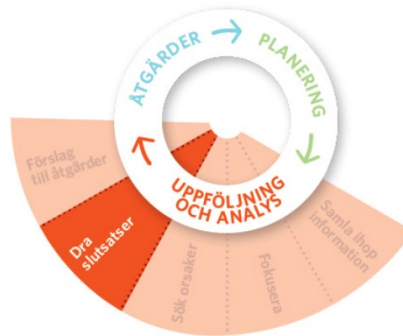 ÅTGÄRDER
PLANERING
UPPFÖLJNING
OCH ANALYS
Förslag
till åtgärder
Dra
slutsatser
Sök orsaker
Fokusera
Samla ihop
information